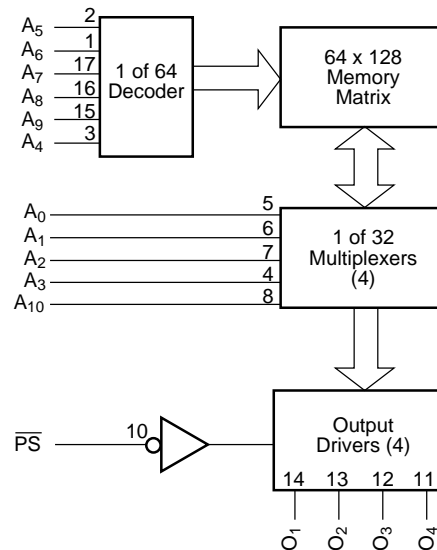 A5 2
A6 1
A7 17
A8 16
A9 15
A4 3
1 of 64
Decoder
64 x 128
Memory
Matrix
A0 5
A1 6
A2 7
A3 4
A10 8
1 of 32
Multiplexers
(4)
PS 10
Output
Drivers (4)
14 13 12 11
O1 O2 O3 O4